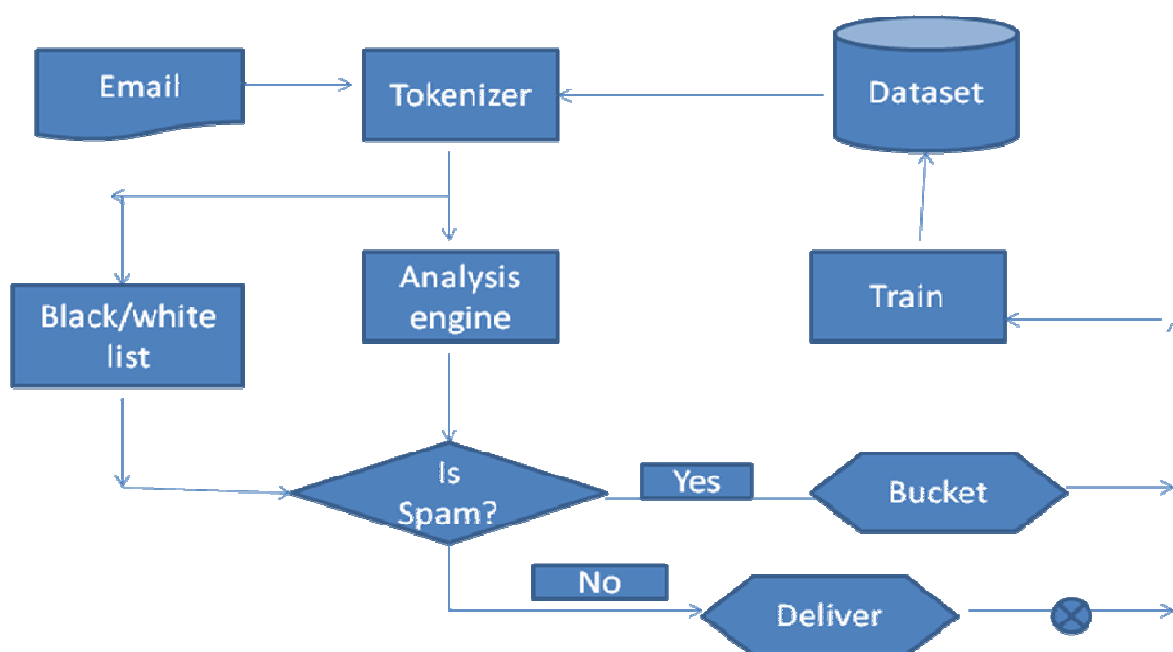 Email
Tokenizer
Dataset
Black/white
list
Analysis
engine
Train
Is
Spam?
Yes
Bucket
No
Deliver